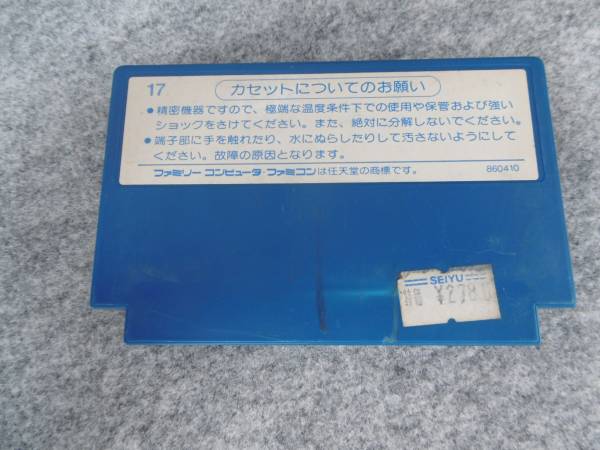 17
カセットについてのお願い
●精密機器ですので、極端な温度条件下での使用や保管および強い
ショックをさけてください。また、絶対に分解しないでください。
●端子部に手を触れたり、水にぬらしたりして汚さないようにして
ください。故障の原因となります。
ファミリー コンピュータ・ファミコンは任天堂の商標です。
860410
SEIYU